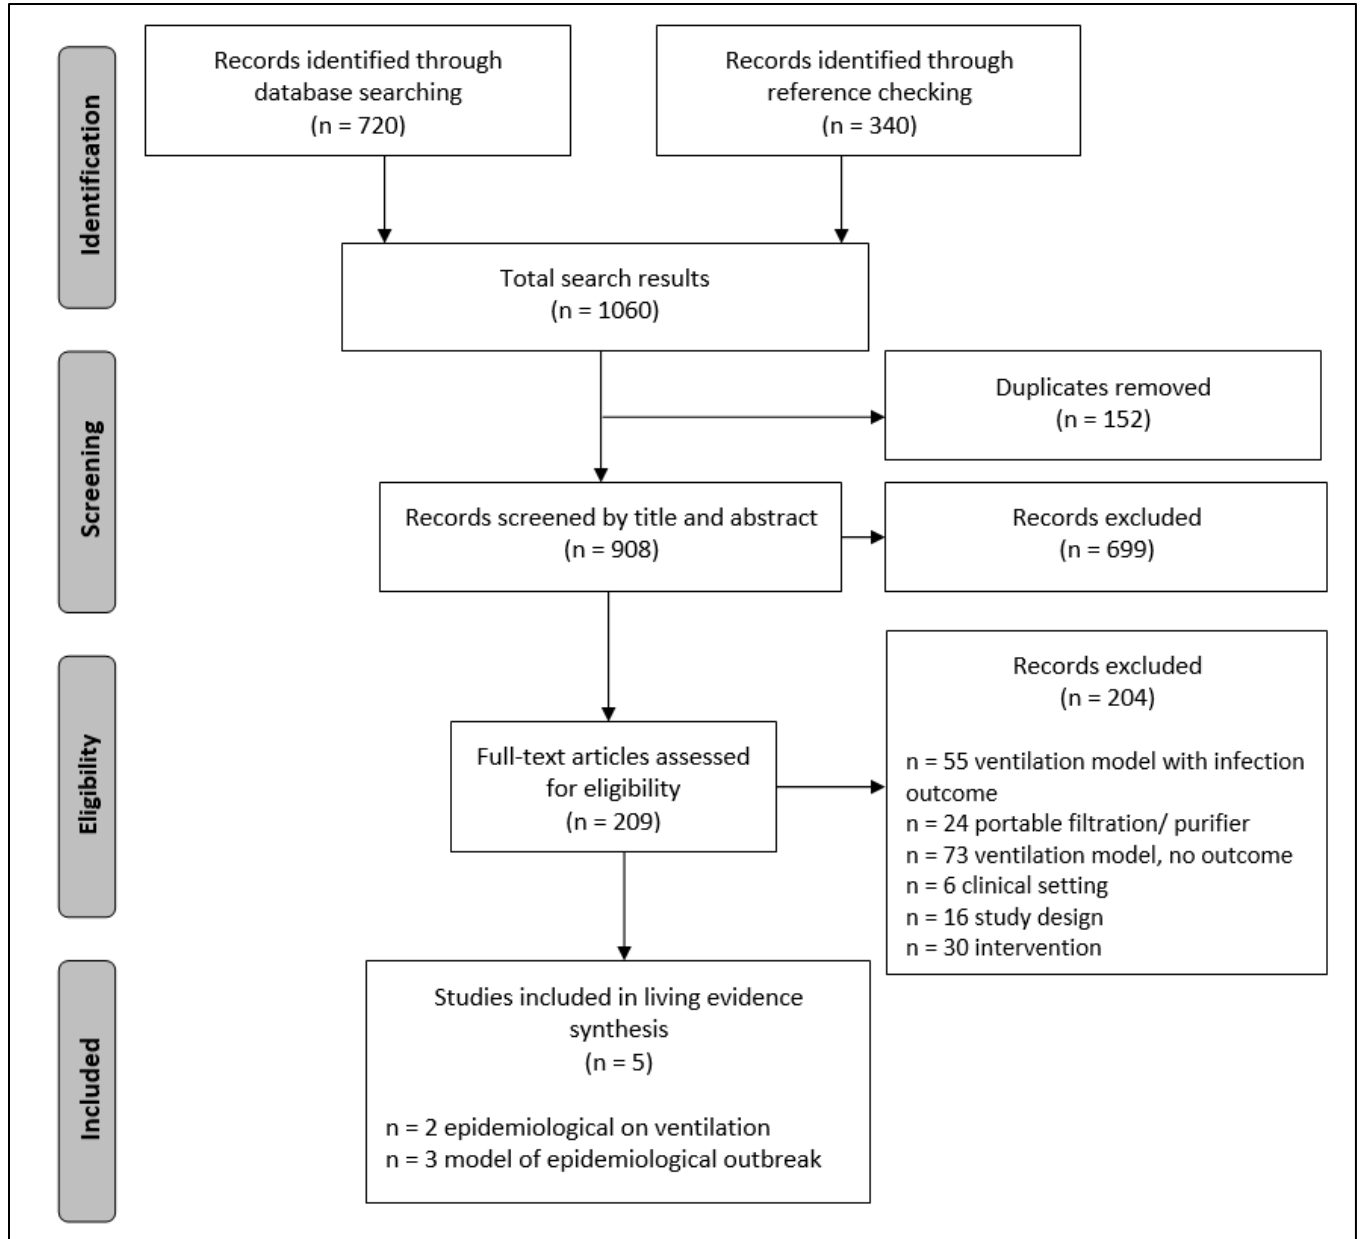 Identification
Records identified through
database searching
(n = 720)
Records identified through
reference checking
(n = 340)
Total search results
(n = 1060)
Screening
Duplicates removed
(n = 152)
Records screened by title and abstract
(n = 908)
Records excluded
(n = 699)
Eligibility
Full-text articles assessed
for eligibility
(n = 209)
Records excluded
(n = 204)
n = 55 ventilation model with infection
outcome
n = 24 portable filtration/ purifier
n = 73 ventilation model, no outcome
n = 6 clinical setting
n = 16 study design
n = 30 intervention
Included
Studies included in living evidence
synthesis
(n = 5)
n = 2 epidemiological on ventilation
n = 3 model of epidemiological outbreak